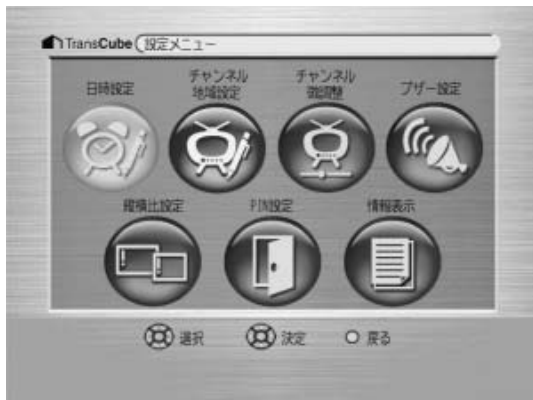 TransCube 設定メニュー
日時設定
チャンネル
地域設定
チャンネル
微調整
ブザー設定
縦横比設定
PIN設定
情報表示
選択 決定 戻る